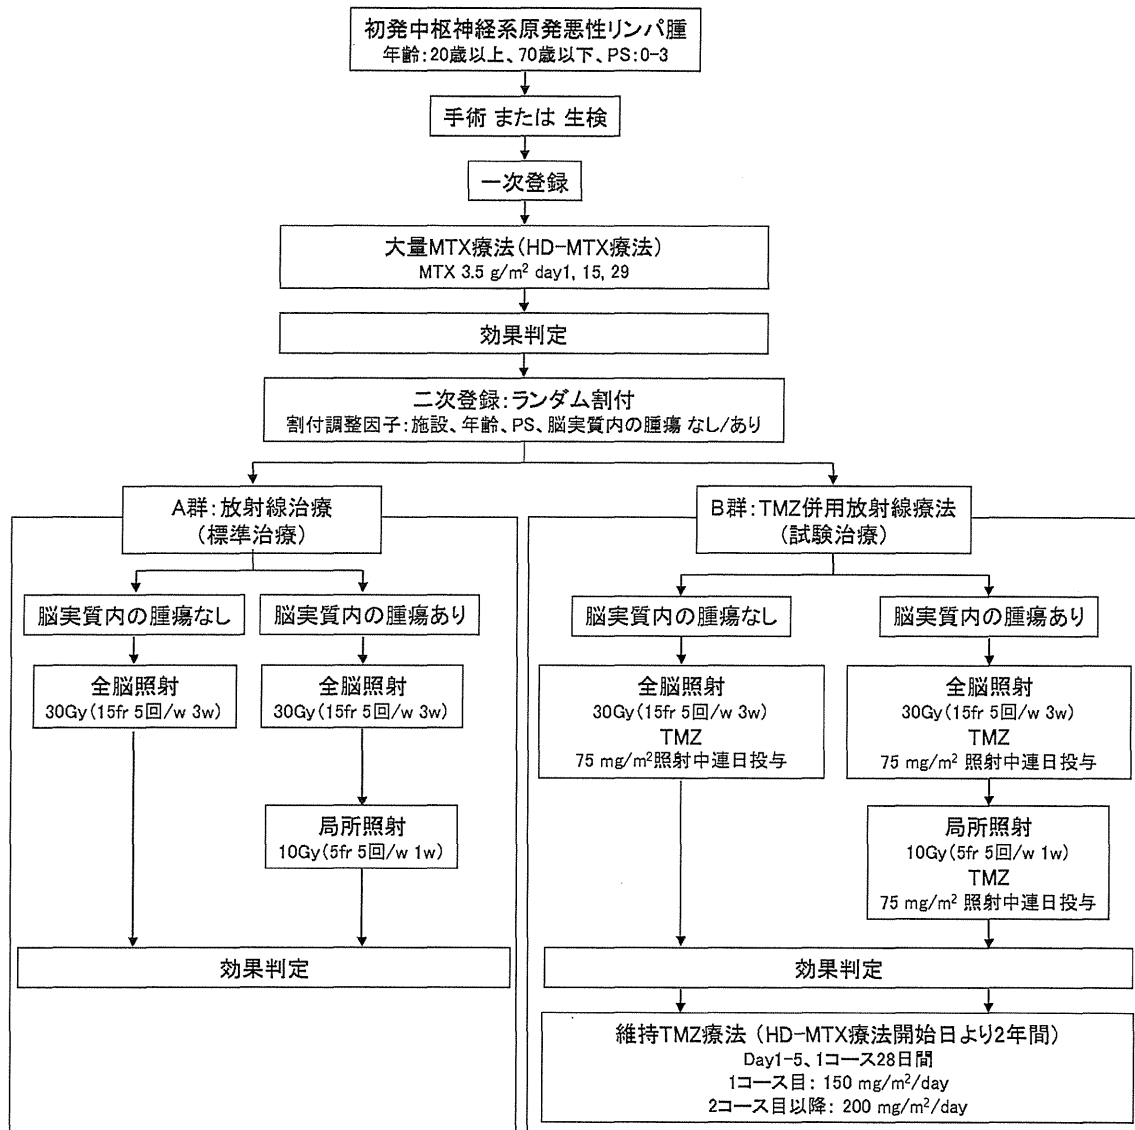 初発中枢神経系原発悪性リンパ腫
年齢：20歳以上、70歳以下、PS：0-3
手術 または 生検
一次登録
大量MTX療法（HD-MTX療法）
MTX 3.5 g/m² day1, 15, 29
効果判定
二次登録：ランダム割付
割付調整因子：施設、年齢、PS、脳実質内の腫瘍 なし/あり
A群：放射線治療
（標準治療）
脳実質内の腫瘍なし
脳実質内の腫瘍あり
全脳照射
30Gy（15fr 5回/w 3w）
全脳照射
30Gy（15fr 5回/w 3w）
局所照射
10Gy（5fr 5回/w 1w）
効果判定
B群：TMZ併用放射線療法
（試験治療）
脳実質内の腫瘍なし
脳実質内の腫瘍あり
全脳照射
30Gy（15fr 5回/w 3w）
TMZ
75 mg/m²照射中連日投与
全脳照射
30Gy（15fr 5回/w 3w）
TMZ
75 mg/m² 照射中連日投与
局所照射
10Gy（5fr 5回/w 1w）
TMZ
75 mg/m² 照射中連日投与
効果判定
維持TMZ療法 （HD-MTX療法開始日より2年間）
Day1-5、1コース28日間
1コース目： 150 mg/m²/day
2コース目以降： 200 mg/m²/day